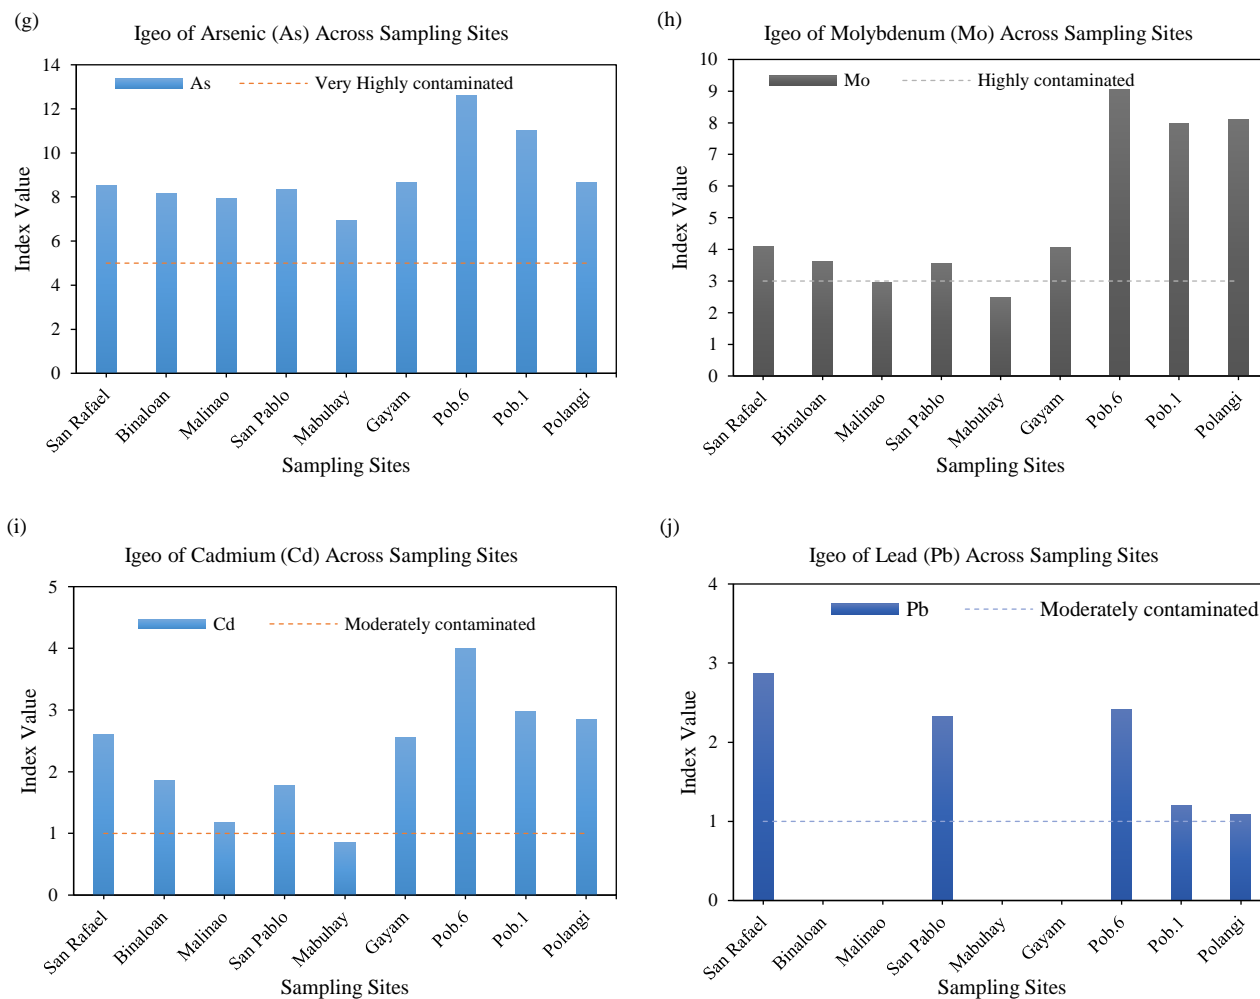 (g)
Igeo of Arsenic (As) Across Sampling Sites
As
Very Highly contaminated
14
12
10
8
6
4
2
0
Index Value
San Rafael
Binaloan
Malinao
San Pablo
Mabuhay
Gayam
Pob.6
Pob.1
Polangi
Sampling Sites
(h)
Igeo of Molybdenum (Mo) Across Sampling Sites
Mo
Highly contaminated
10
9
8
7
6
5
4
3
2
1
0
Index Value
San Rafael
Binaloan
Malinao
San Pablo
Mabuhay
Gayam
Pob.6
Pob.1
Polangi
Sampling Sites
(i)
Igeo of Cadmium (Cd) Across Sampling Sites
Cd
Moderately contaminated
5
4
3
2
1
0
Index Value
San Rafael
Binaloan
Malinao
San Pablo
Mabuhay
Gayam
Pob.6
Pob.1
Polangi
Sampling Sites
(j)
Igeo of Lead (Pb) Across Sampling Sites
Pb
Moderately contaminated
4
3
2
1
0
Index Value
San Rafael
Binaloan
Malinao
San Pablo
Mabuhay
Gayam
Pob.6
Pob.1
Polangi
Sampling Sites